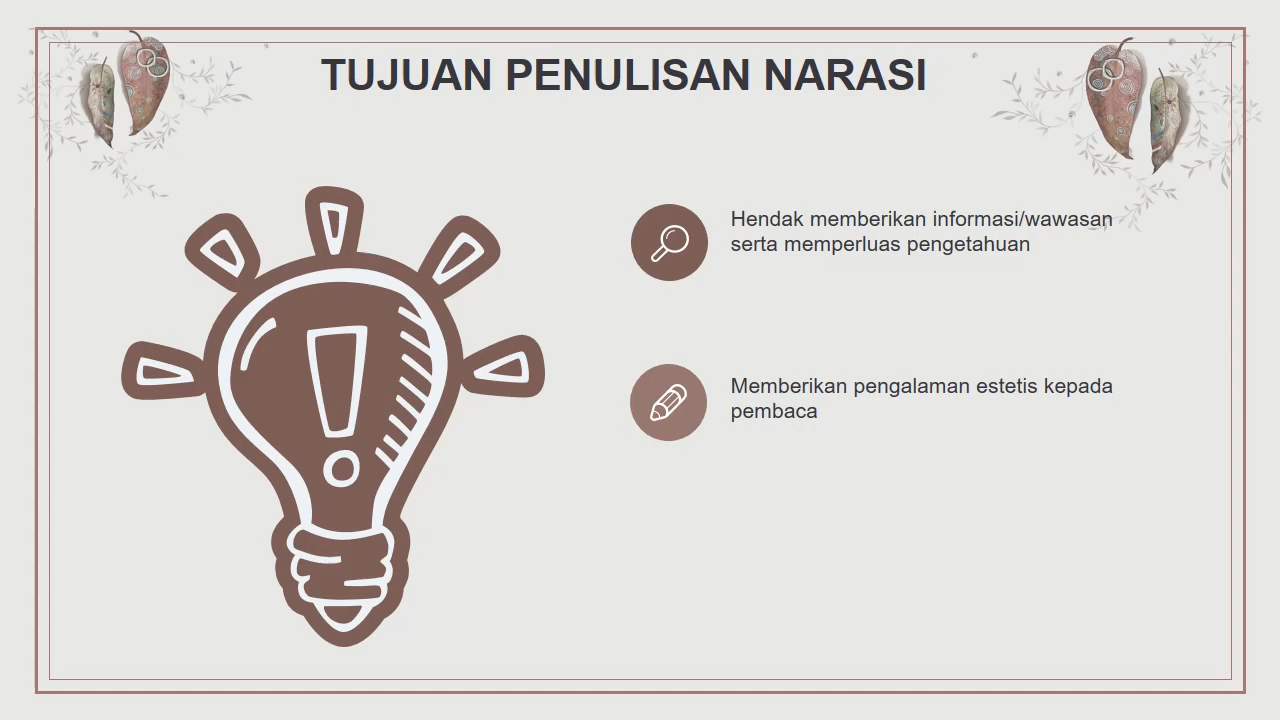 TUJUAN PENULISAN NARASI
Hendak memberikan informasi/wawasan
serta memperluas pengetahuan
Memberikan pengalaman estetis kepada
pembaca